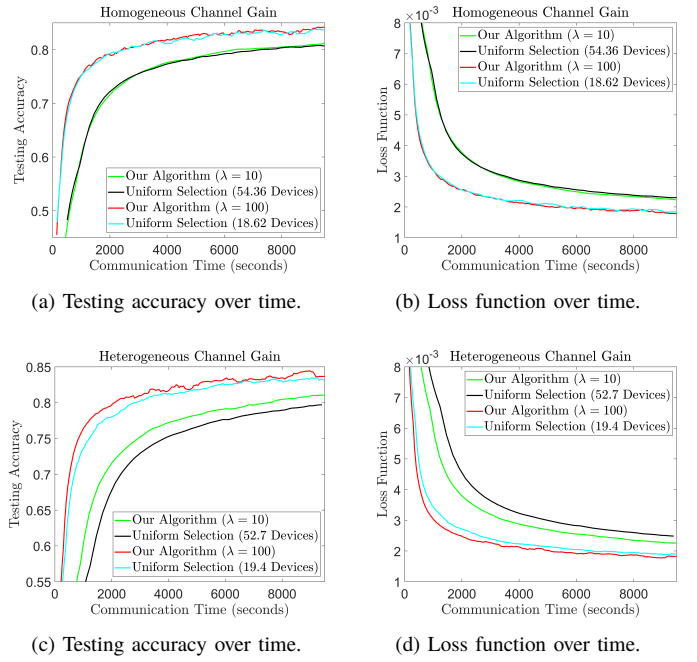 Homogeneous Channel Gain
Testing Accuracy
0.8
0.7
0.6
0.5
Our Algorithm (λ = 10)
Uniform Selection (54.36 Devices)
Our Algorithm (λ = 100)
Uniform Selection (18.62 Devices)
0 2000 4000 6000 8000
Communication Time (seconds)
(a) Testing accuracy over time.
Homogeneous Channel Gain
×10⁻³
Loss Function
8
7
6
5
4
3
2
1
Our Algorithm (λ = 10)
Uniform Selection (54.36 Devices)
Our Algorithm (λ = 100)
Uniform Selection (18.62 Devices)
0 2000 4000 6000 8000
Communication Time (seconds)
(b) Loss function over time.
Heterogeneous Channel Gain
Testing Accuracy
0.85
0.8
0.75
0.7
0.65
0.6
0.55
Our Algorithm (λ = 10)
Uniform Selection (52.7 Devices)
Our Algorithm (λ = 100)
Uniform Selection (19.4 Devices)
0 2000 4000 6000 8000
Communication Time (seconds)
(c) Testing accuracy over time.
Heterogeneous Channel Gain
×10⁻³
Loss Function
8
7
6
5
4
3
2
1
Our Algorithm (λ = 10)
Uniform Selection (52.7 Devices)
Our Algorithm (λ = 100)
Uniform Selection (19.4 Devices)
0 2000 4000 6000 8000
Communication Time (seconds)
(d) Loss function over time.